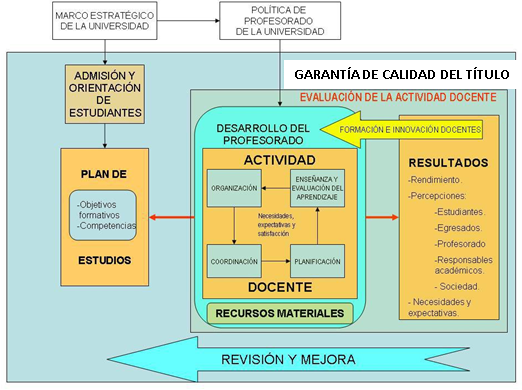 MARCO ESTRATÉGICO
DE LA UNIVERSIDAD
POLÍTICA DE
PROFESORADO
DE LA UNIVERSIDAD
ADMISIÓN Y
ORIENTACIÓN
DE
ESTUDIANTES
GARANTÍA DE CALIDAD DEL TÍTULO
EVALUACIÓN DE LA ACTIVIDAD DOCENTE
FORMACIÓN E INNOVACIÓN DOCENTES
DESARROLLO DEL
PROFESORADO
PLAN DE
-Objetivos
formativos
-Competencias
ESTUDIOS
ACTIVIDAD
ORGANIZACIÓN
ENSEÑANZA Y
EVALUACIÓN DEL
APRENDIZAJE
Necesidades,
expectativas y
satisfacción
COORDINACIÓN
PLANIFICACIÓN
DOCENTE
RECURSOS MATERIALES
RESULTADOS
-Rendimiento.
-Percepciones:
-Estudiantes.
-Egresados.
-Profesorado
-Responsables
académicos.
- Sociedad.
- Necesidades y
expectativas.
REVISIÓN Y MEJORA